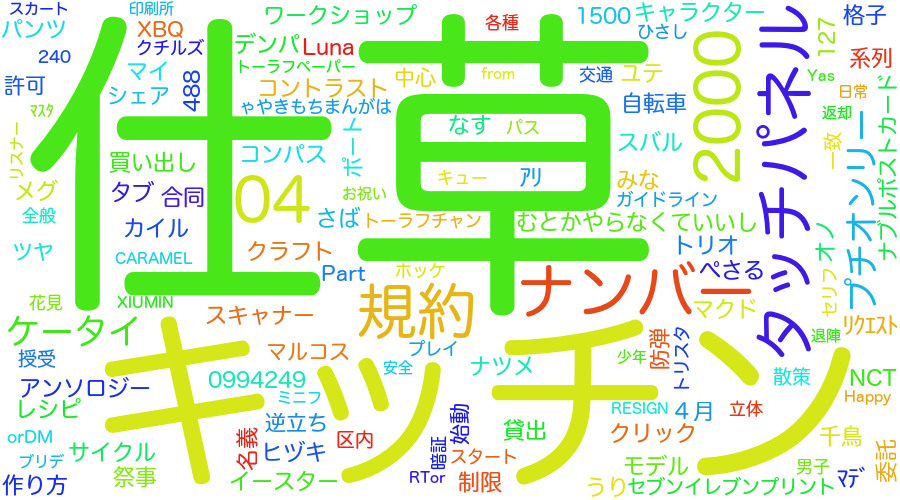 スカート
印刷所
ワークショップ
各種
1500
キャラクター
格子
パンツ
XBQ
クチルズ
デンパ
Luna
ひさし
127
240
トーラフペーパー
系列
許可
マイ
488
コントラスト
中心
from
交通
ユテ
Yas
シェア
ゃやきもちまんがは
自転車
2000
日常
ﾏｽﾀ
リスナー
なす
パス
返却
仕草
タッチパネル
買い出し
コンパス
ポート
スバル
一致
プチオンリー
ナブルポストカード
メグ
タブ
合同
04
お祝い
キュー
ｱﾘ
みな
ガイドライン
全般
カイル
さば
トーラフチャン
むとかやらなくていいし
オノ
セリフ
ツヤ
CARAMEL
クラフト
トリオ
ぺさる
花見
XIUMIN
Part
ホッケ
ナンバー
マクド
ケータイ
スキャナー
規約
ﾘｸｴｽﾄ
退陣
授受
マルコス
プレイ
ナツメ
少年
防弾
トリスタ
キッチン
アンソロジー
0994249
安全
散策
NCT
レシピ
ミニフ
RESIGN
４月
立体
Happy
orDM
サイクル
名義
逆立ち
区内
始動
貸出
クリック
千鳥
委託
ブリデ
祭事
ヒヅキ
暗証
スタート
モデル
男子
作り方
イースター
RTor
制限
うり
セブンイレブンプリント
ﾏﾃﾞ